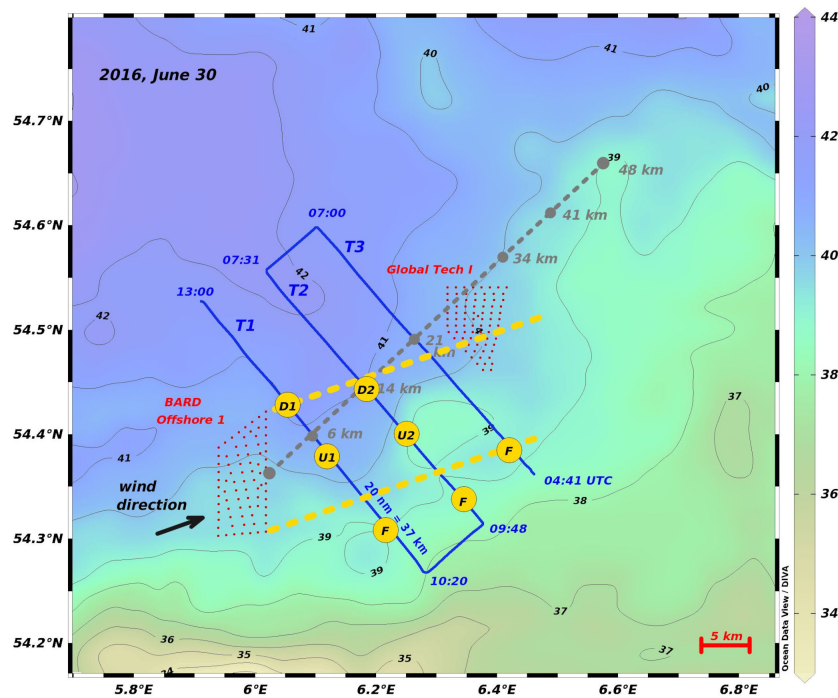 2016, June 30
41
40
41
40
39
48 km
41 km
34 km
07:00
T3
07:31
42
T2
Global Tech I
13:00
T1
42
41
21
km
4
BARD
Offshore 1
D1
D2
14 km
6 km
U1
U2
39
F
37
41
04:41 UTC
wind
direction
20 nm = 37 km
F
F
38
09:48
39
39
10:20
37
36
35
35
34
37
5 km
54.7°N
54.6°N
54.5°N
54.4°N
54.3°N
54.2°N
5.8°E
6°E
6.2°E
6.4°E
6.6°E
6.8°E
44
42
40
38
36
34
Ocean Data View / DIVA